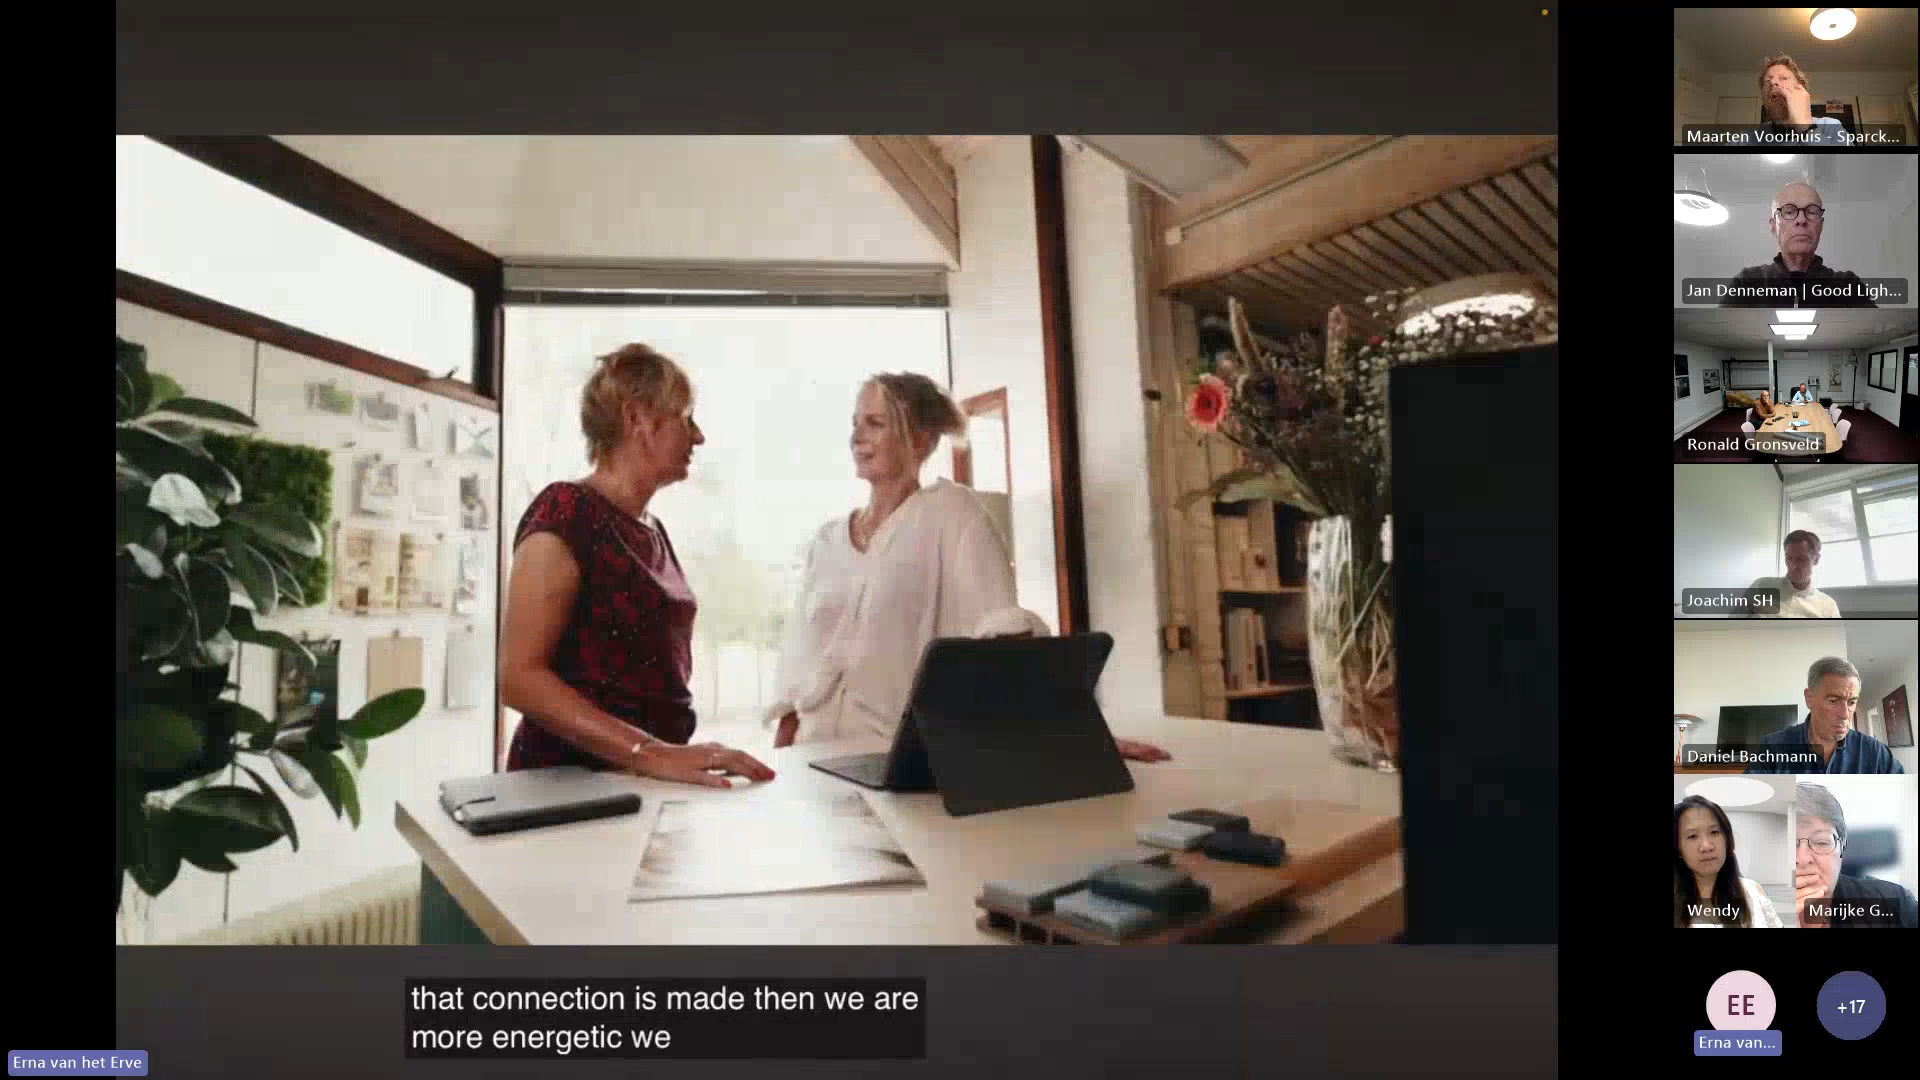 Maarten Voorhuis - Sparck...
Jan Denneman | Good Ligh...
Ronald Gronsveld
Joachim SH
Daniel Bachmann
Wendy
Marijke G...
EE
+17
Erna van...
that connection is made then we are
more energetic we
Erna van het Erve